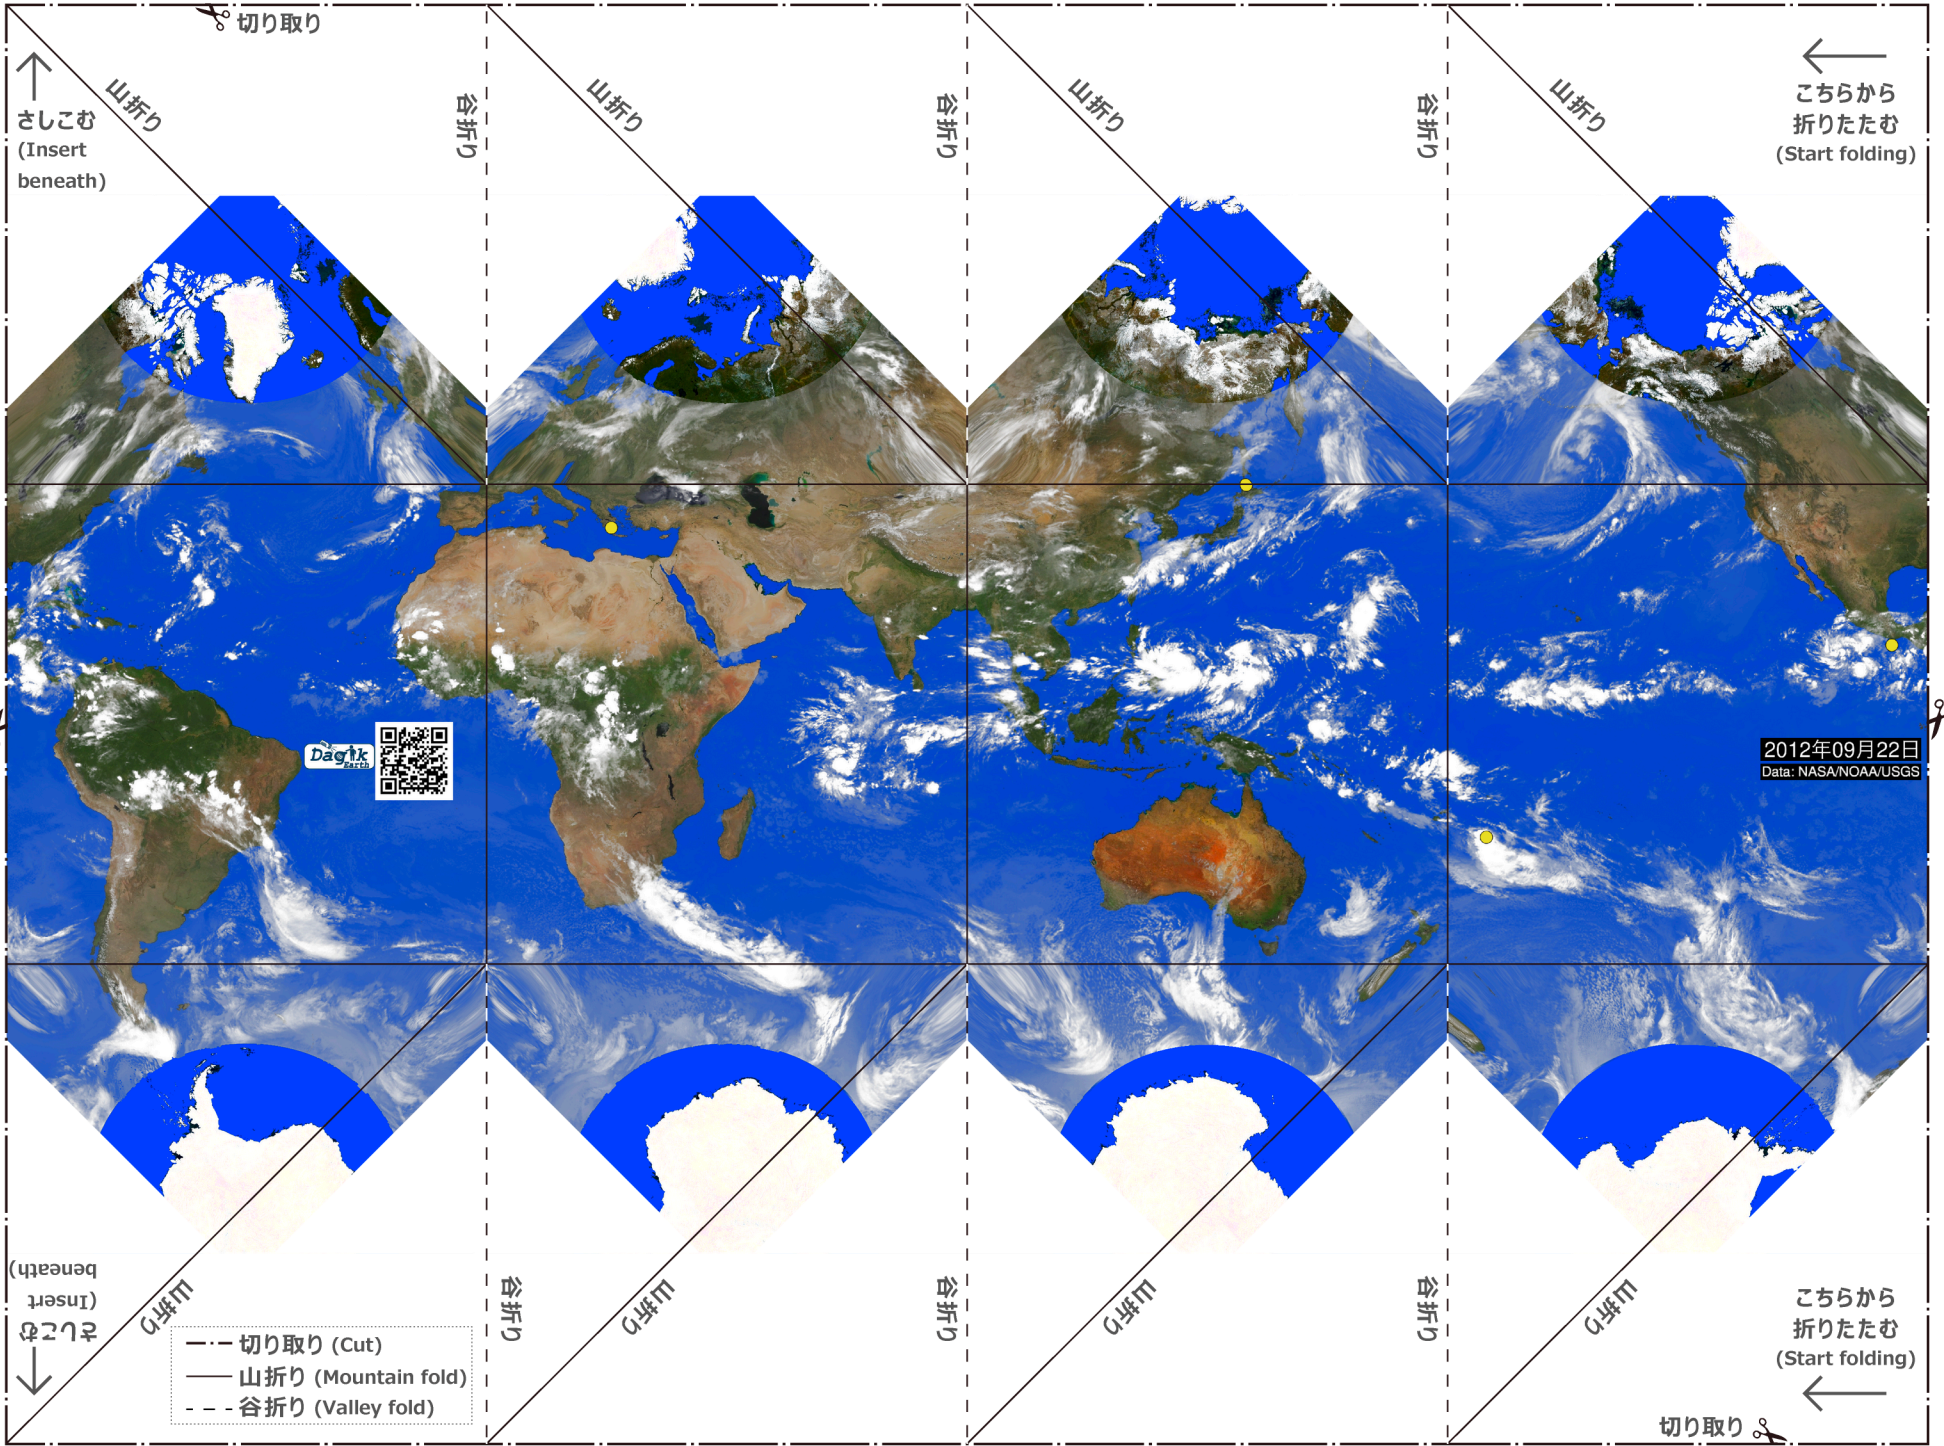 切り取り
さしこむ
(Insert
beneath)
山折り
谷折り
山折り
谷折り
山折り
谷折り
山折り
こちらから
折りたたむ
(Start folding)
Dagik
Earth
2012年09月22日
Data: NASA/NOAA/USGS
さしこむ
(Insert
beneath)
山折り
谷折り
山折り
谷折り
山折り
谷折り
山折り
こちらから
折りたたむ
(Start folding)
切り取り (Cut)
山折り (Mountain fold)
谷折り (Valley fold)
切り取り